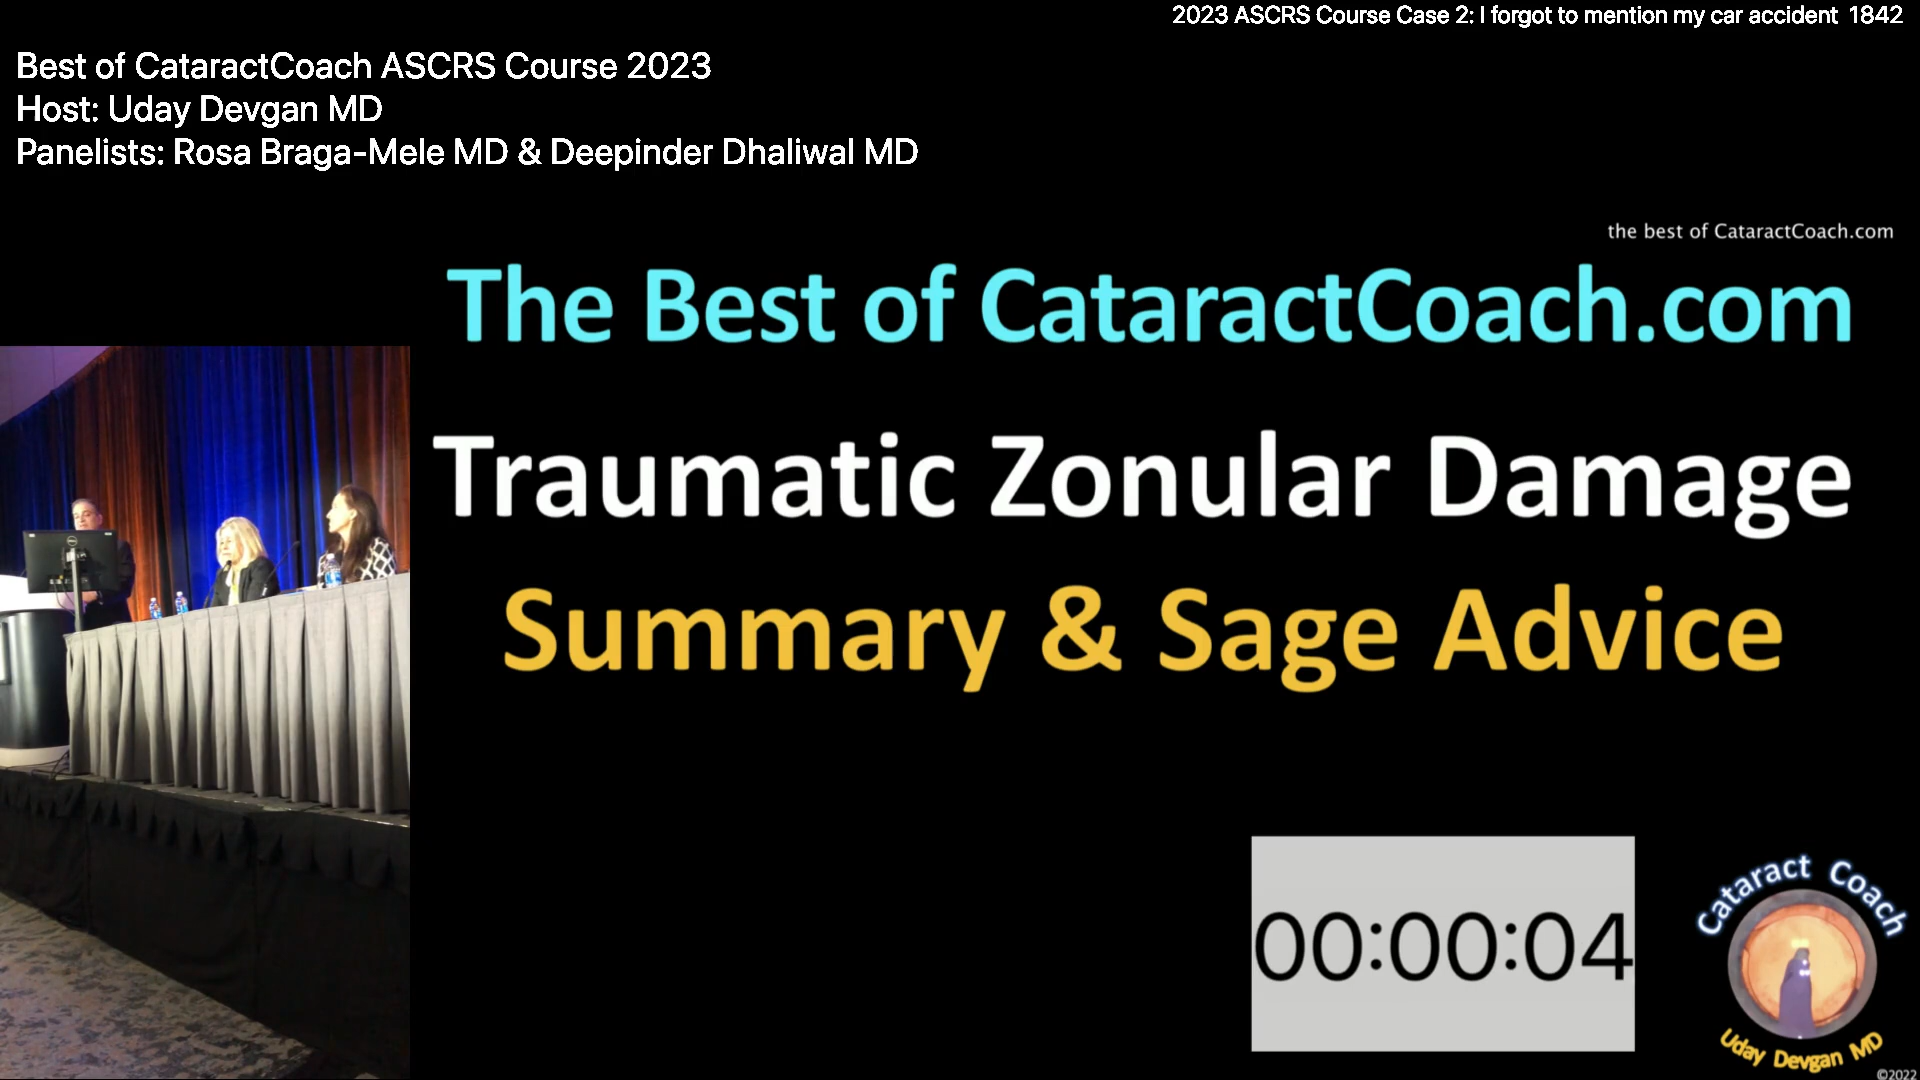 2023 ASCRS Course Case 2: I forgot to mention my car accident 1842
Best of CataractCoach ASCRS Course 2023
Host: Uday Devgan MD
Panelists: Rosa Braga-Mele MD & Deepinder Dhaliwal MD
the best of CataractCoach.com
The Best of CataractCoach.com
Traumatic Zonular Damage
Summary & Sage Advice
00:00:04
Cataract Coach
Uday Devgan MD
©2022